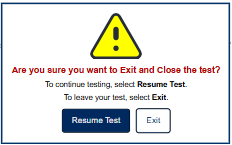 Are you sure you want to Exit and Close the test?
To continue testing, select Resume Test.
To leave your test, select Exit.
Resume Test
Exit